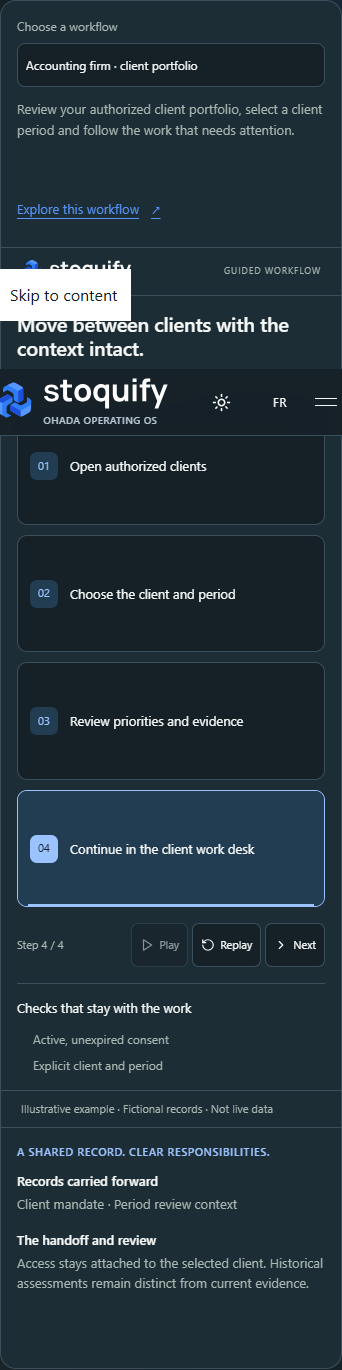 Choose a workflow
Accounting firm · client portfolio
Review your authorized client portfolio, select a client
period and follow the work that needs attention.
Explore this workflow ↗
stoquify
GUIDED WORKFLOW
Skip to content
Move between clients with the
context intact.
stoquify
OHADA OPERATING OS
FR
01 Open authorized clients
02 Choose the client and period
03 Review priorities and evidence
04 Continue in the client work desk
Step 4 / 4
Play
Replay
Next
Checks that stay with the work
Active, unexpired consent
Explicit client and period
Illustrative example · Fictional records · Not live data
A SHARED RECORD. CLEAR RESPONSIBILITIES.
Records carried forward
Client mandate · Period review context
The handoff and review
Access stays attached to the selected client. Historical
assessments remain distinct from current evidence.